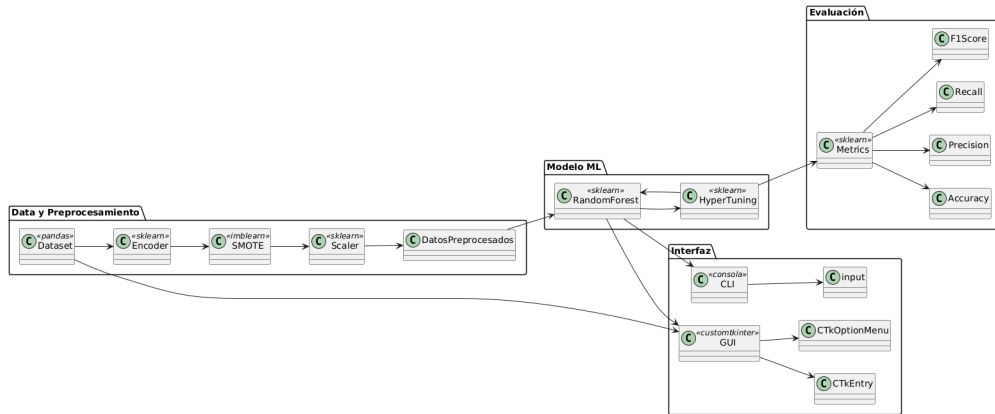 Evaluación
C F1Score
C Recall
«sklearn»
C Metrics
C Precision
C Accuracy
Modelo ML
«sklearn»
C RandomForest
«sklearn»
C HyperTuning
Data y Preprocesamiento
«pandas»
C Dataset
«sklearn»
C Encoder
«imblearn»
C SMOTE
«sklearn»
C Scaler
C DatosPreprocesados
Interfaz
«consola»
C CLI
C input
«customtkinter»
C GUI
C CTkOptionMenu
C CTkEntry